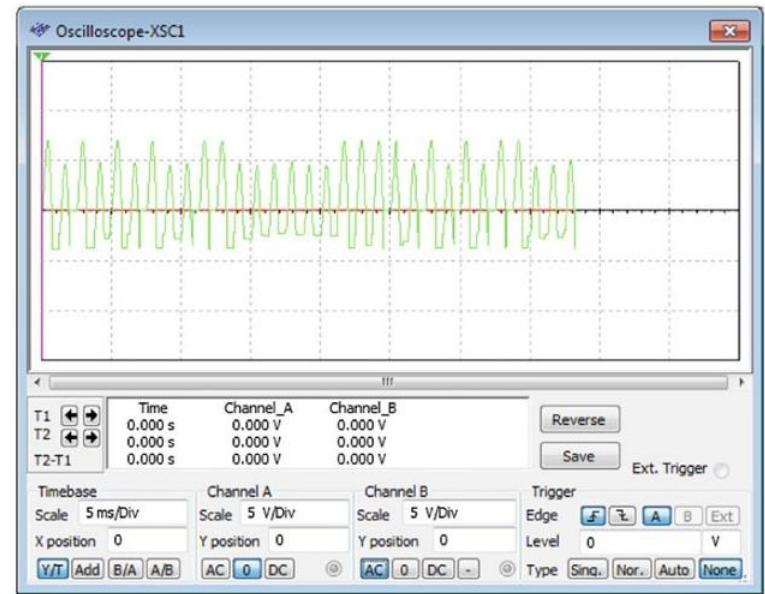 Oscilloscope-XSC1
Time Channel_A Channel_B
T1 0.000 s 0.000 V 0.000 V
T2 0.000 s 0.000 V 0.000 V
T2-T1 0.000 s 0.000 V 0.000 V
Reverse
Save
Ext. Trigger
Timebase
Scale 5 ms/Div
X position 0
Y/T Add B/A A/B
Channel A
Scale 5 V/Div
Y position 0
AC 0 DC
Channel B
Scale 5 V/Div
Y position 0
AC 0 DC -
Trigger
Edge A B Ext
Level 0 V
Type Sing. Nor. Auto None